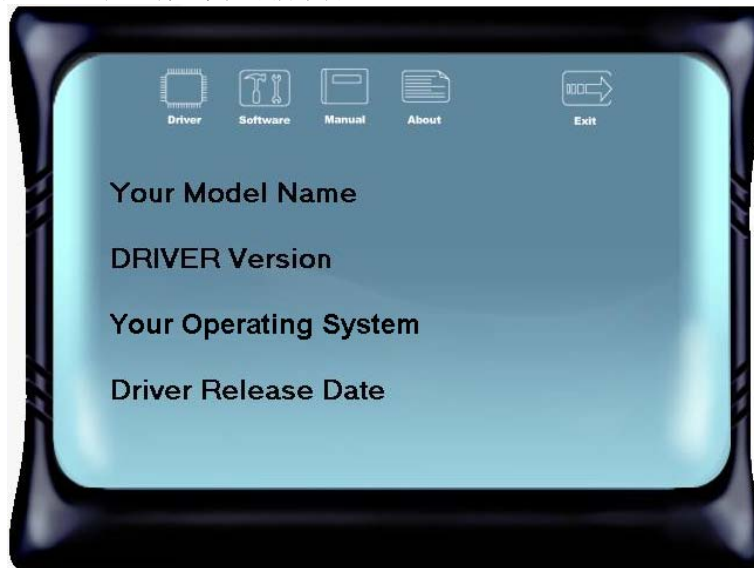 Driver Software Manual About Exit
Your Model Name
DRIVER Version
Your Operating System
Driver Release Date